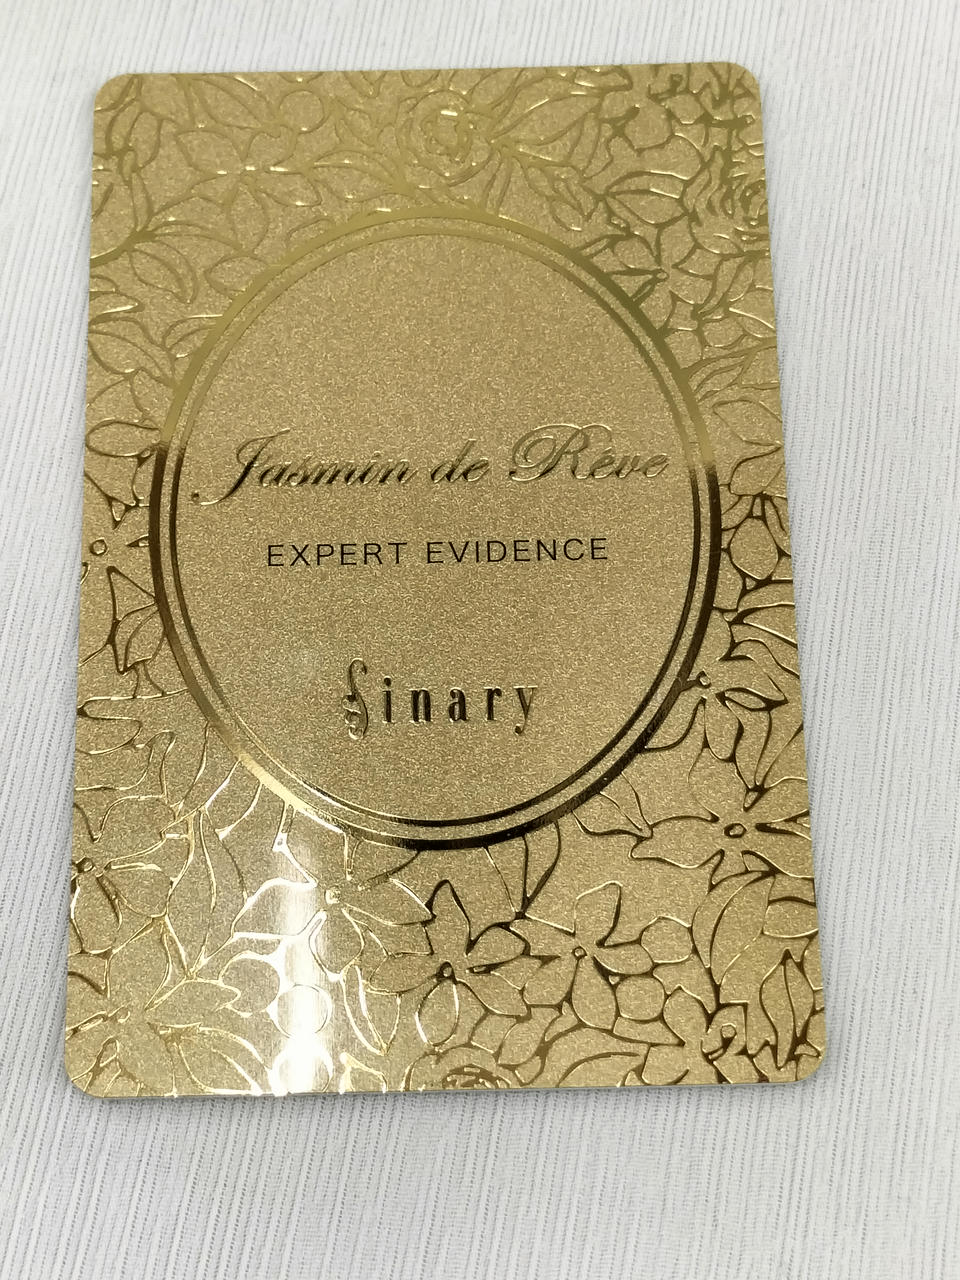 Jasmin de Rêve
EXPERT EVIDENCE
Sinary